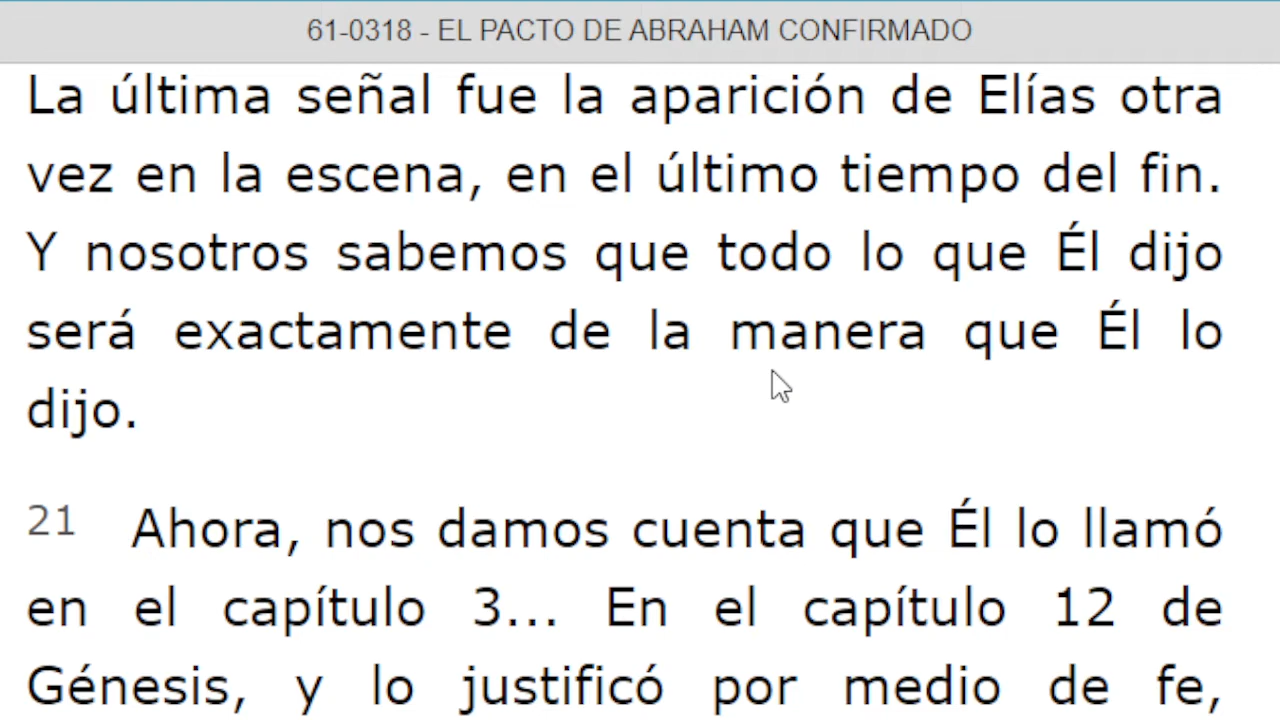 61-0318 - EL PACTO DE ABRAHAM CONFIRMADO
La última señal fue la aparición de Elías otra
vez en la escena, en el último tiempo del fin.
Y nosotros sabemos que todo lo que Él dijo
será exactamente de la manera que Él lo
dijo.
21 Ahora, nos damos cuenta que Él lo llamó
en el capítulo 3... En el capítulo 12 de
Génesis, y lo justificó por medio de fe,